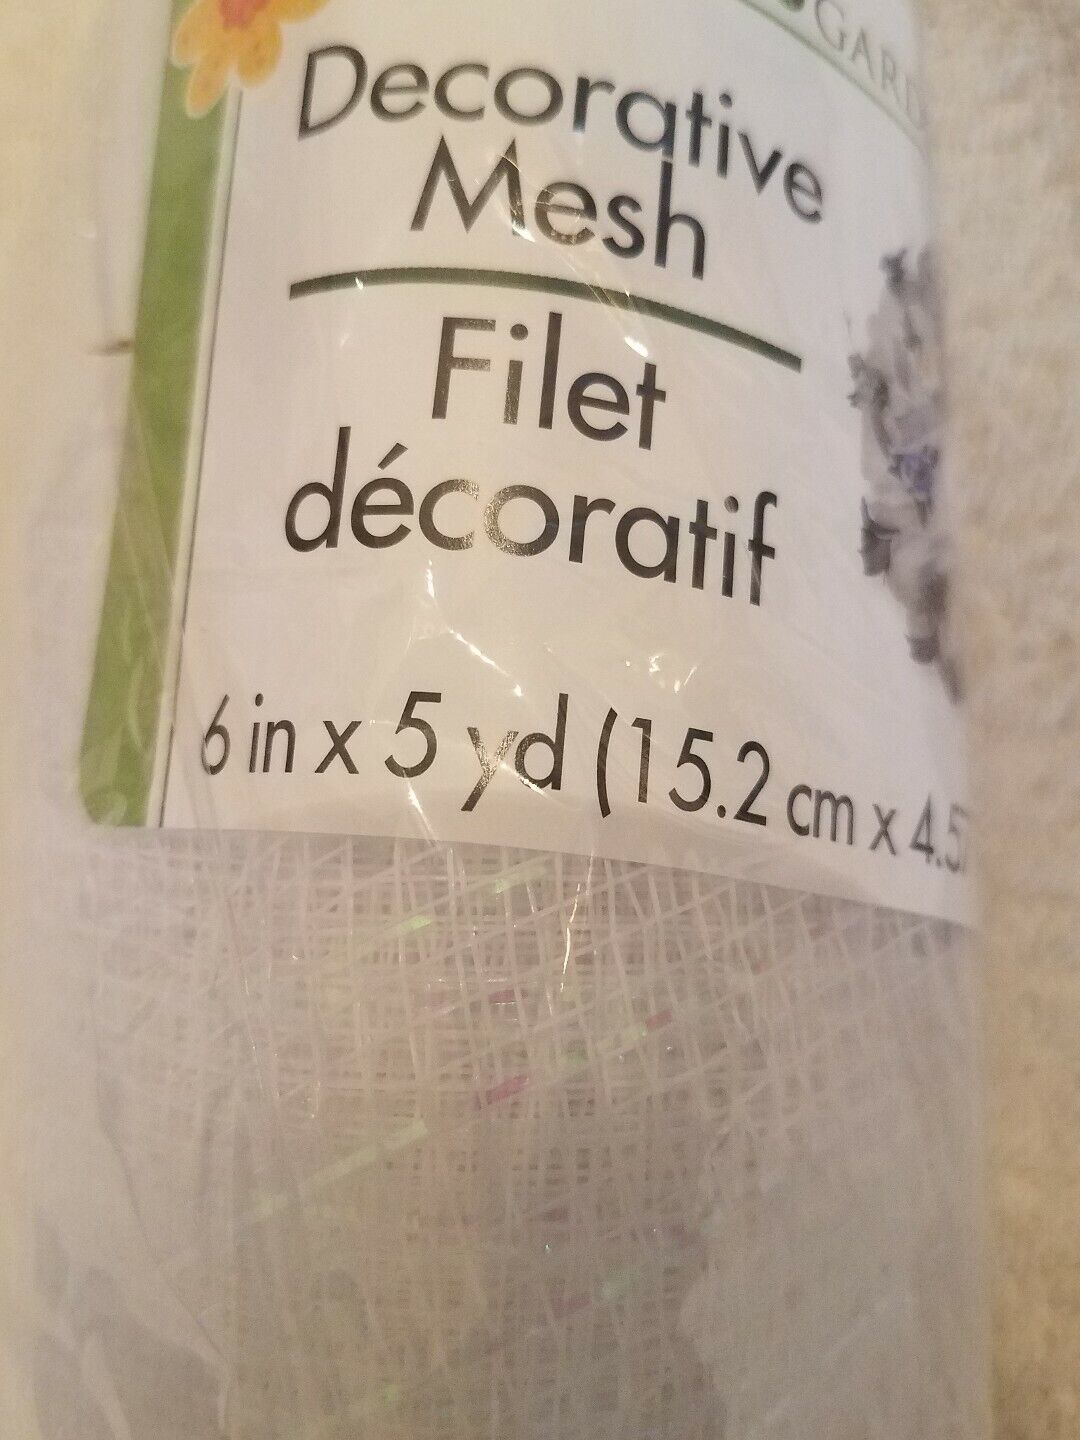 Decorative
Mesh
Filet
décoratif
6 in x 5 yd (15.2 cm x 4.5